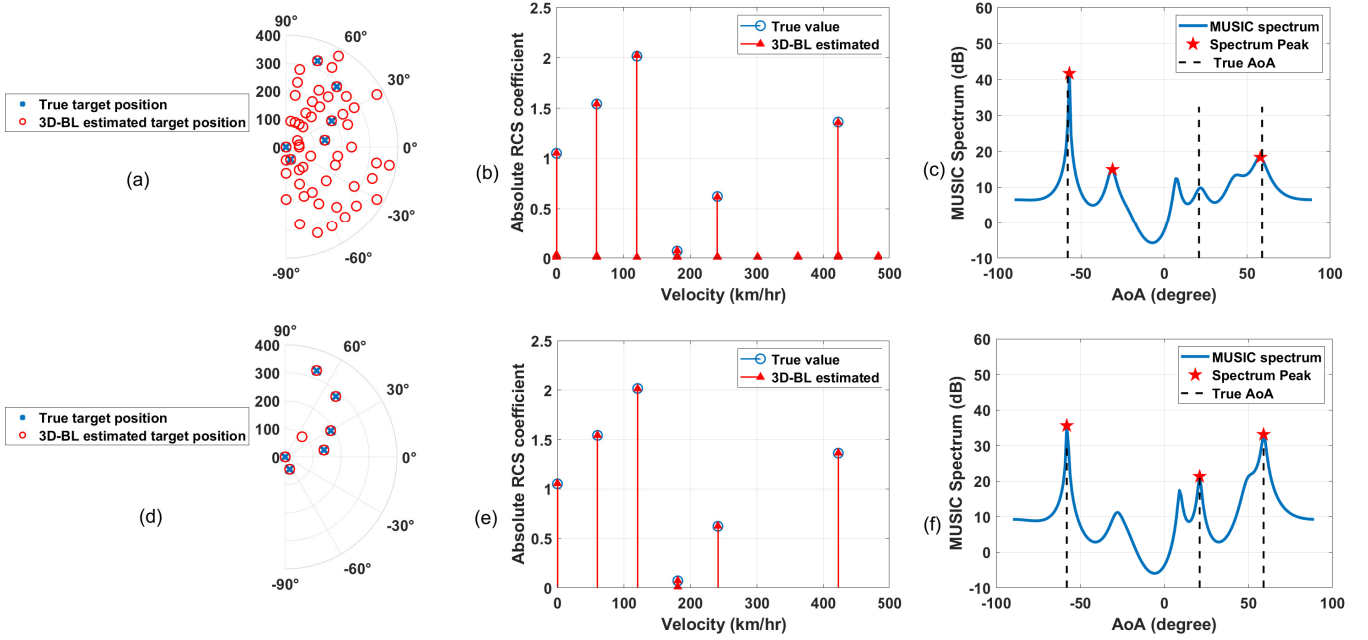 90°
400
60°
300
30°
200
100
0
0°
-30°
-60°
-90°
True target position
3D-BL estimated target position
(a)
2.5
2
1.5
1
0.5
0
0 100 200 300 400 500
Velocity (km/hr)
Absolute RCS coefficient
True value
3D-BL estimated
(b)
60
50
40
30
20
10
0
-10
-100 -50 0 50 100
AoA (degree)
MUSIC Spectrum (dB)
MUSIC spectrum
Spectrum Peak
True AoA
(c)
90°
400
60°
300
30°
200
100
0
0°
-30°
-60°
-90°
True target position
3D-BL estimated target position
(d)
2.5
2
1.5
1
0.5
0
0 100 200 300 400 500
Velocity (km/hr)
Absolute RCS coefficient
True value
3D-BL estimated
(e)
60
50
40
30
20
10
0
-10
-100 -50 0 50 100
AoA (degree)
MUSIC Spectrum (dB)
MUSIC spectrum
Spectrum Peak
True AoA
(f)